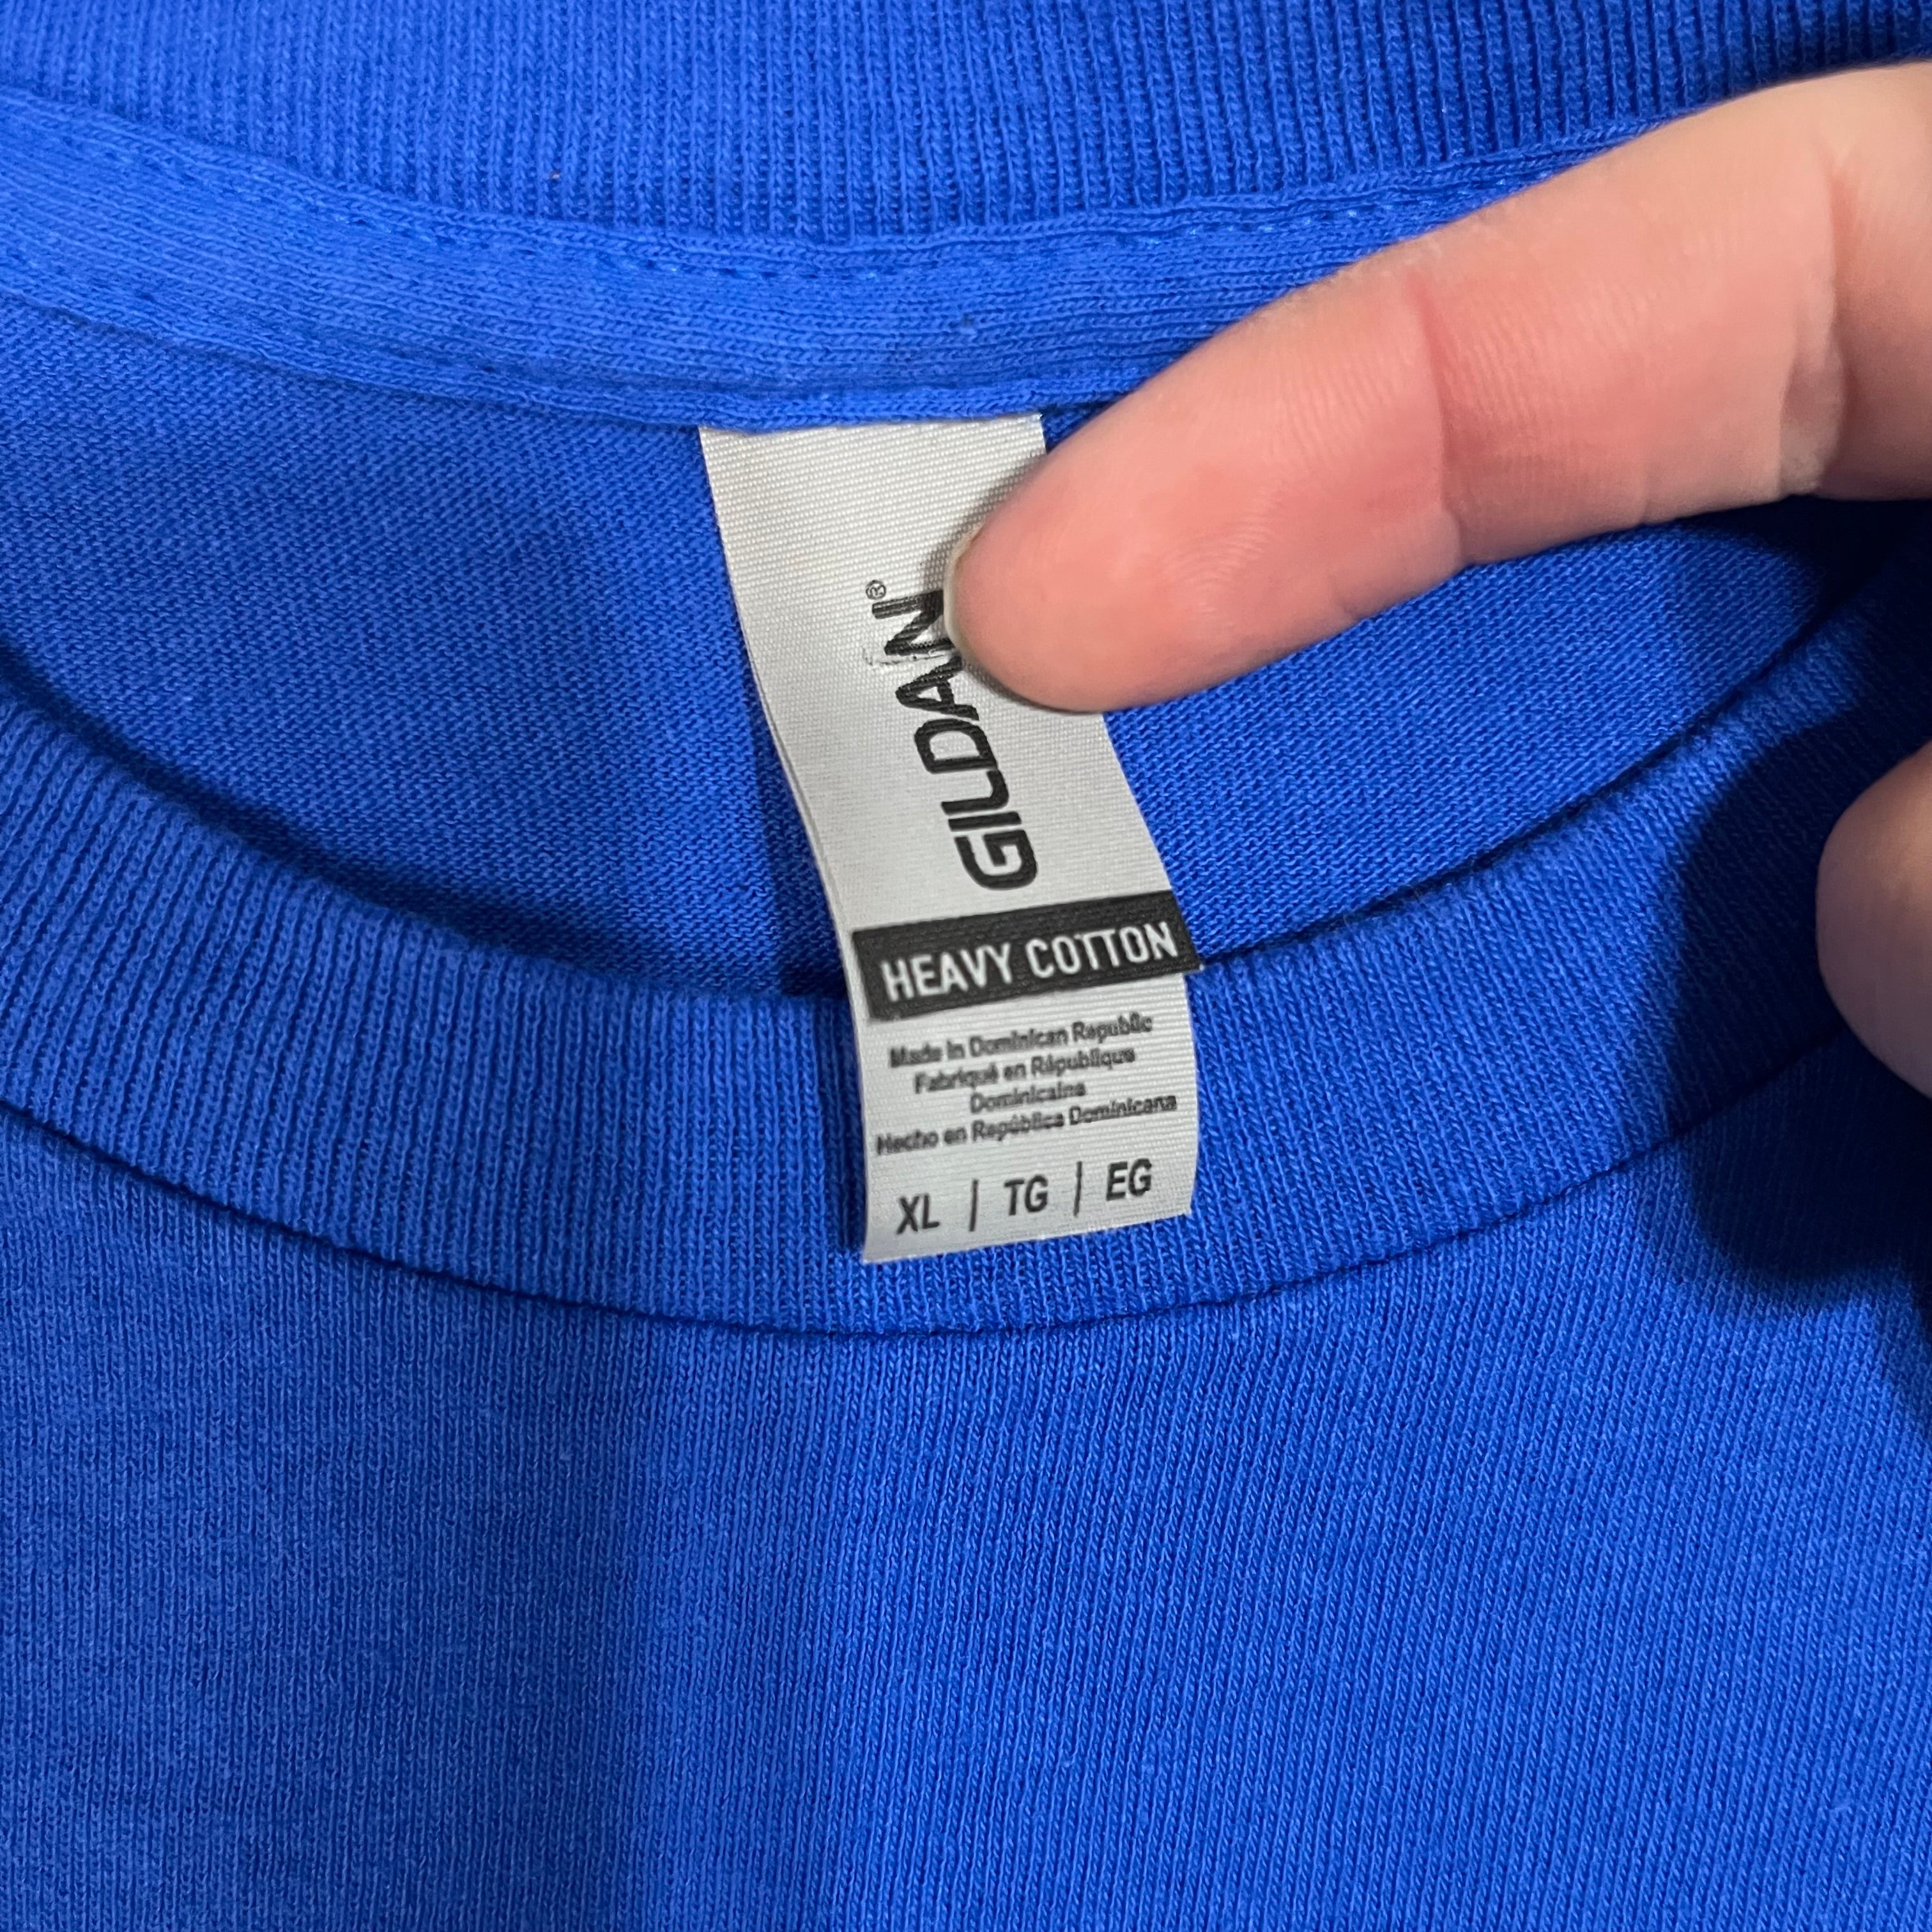 GILDAN®
HEAVY COTTON
Made in Dominican Republic
Fabriqué en République
Dominicaine
Hecho en República Dominicana
XL | TG | EG